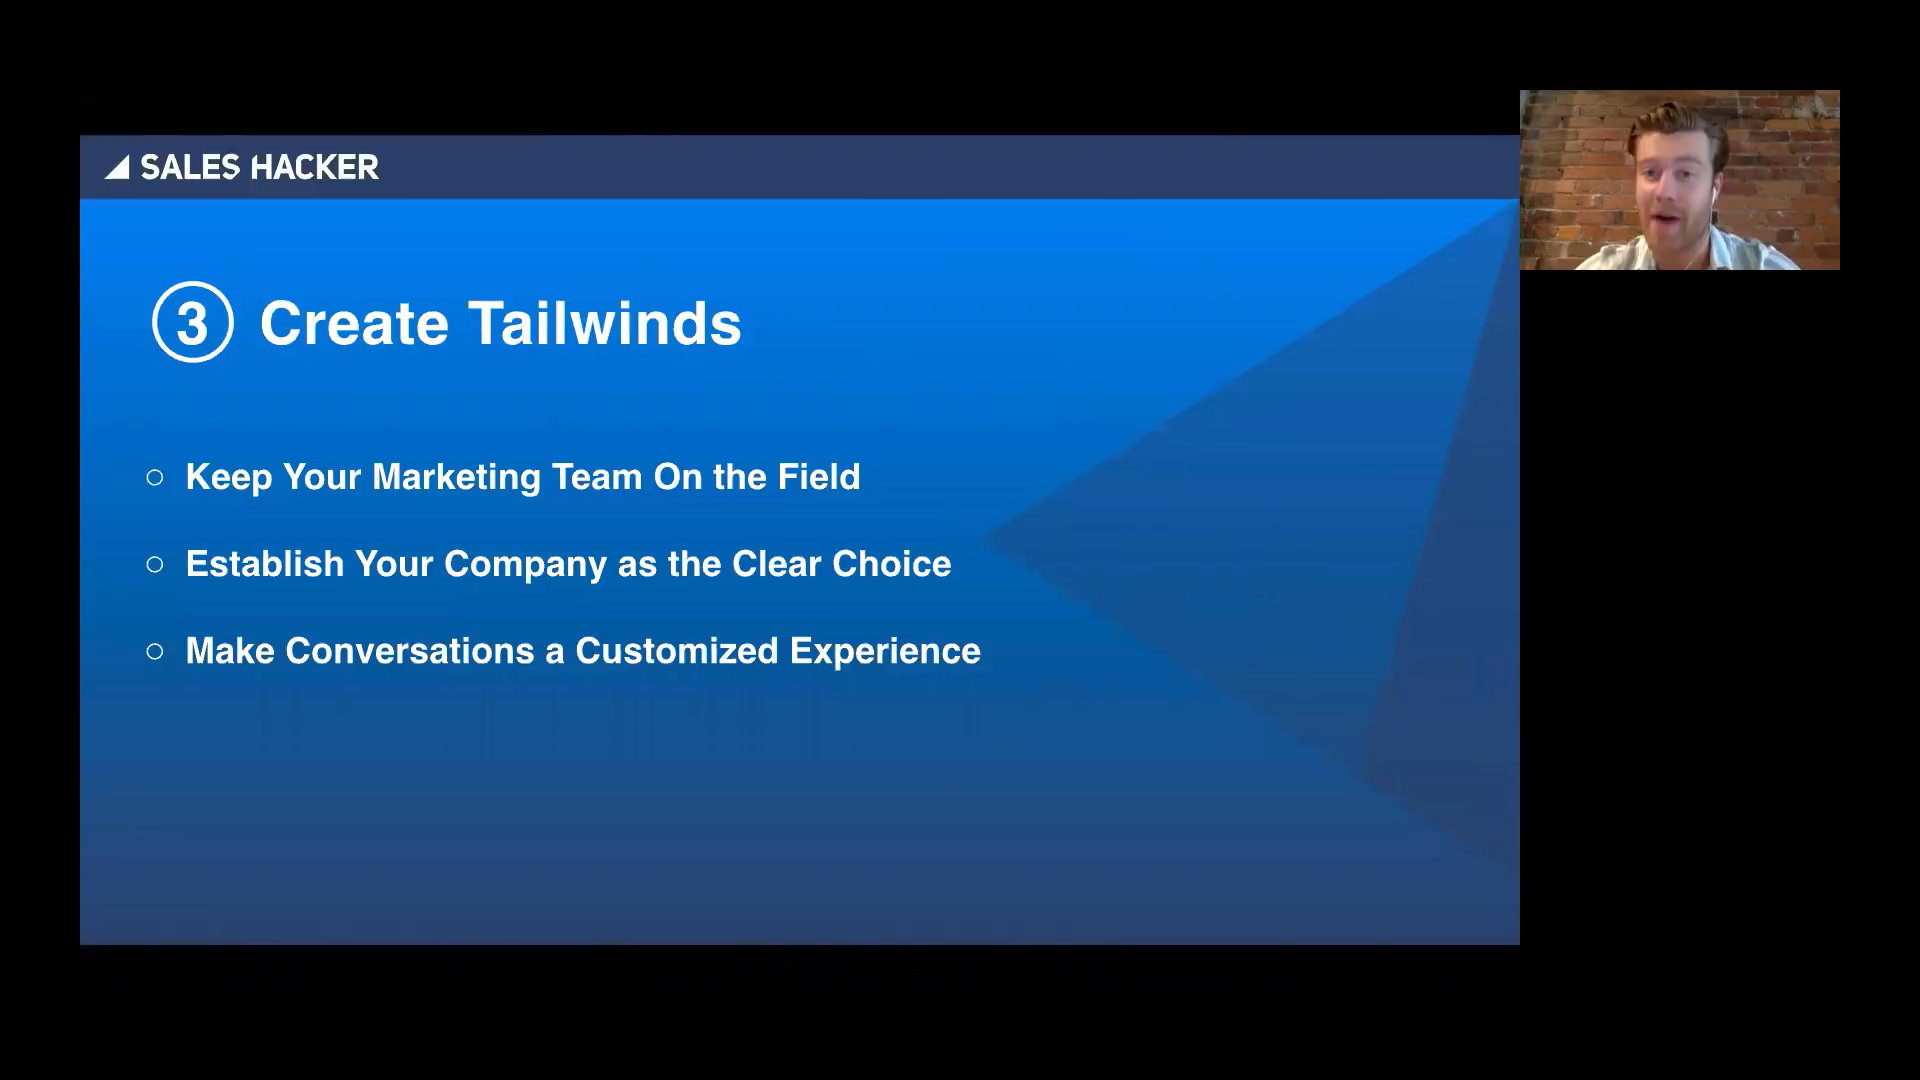 SALES HACKER
3 Create Tailwinds
Keep Your Marketing Team On the Field
Establish Your Company as the Clear Choice
Make Conversations a Customized Experience